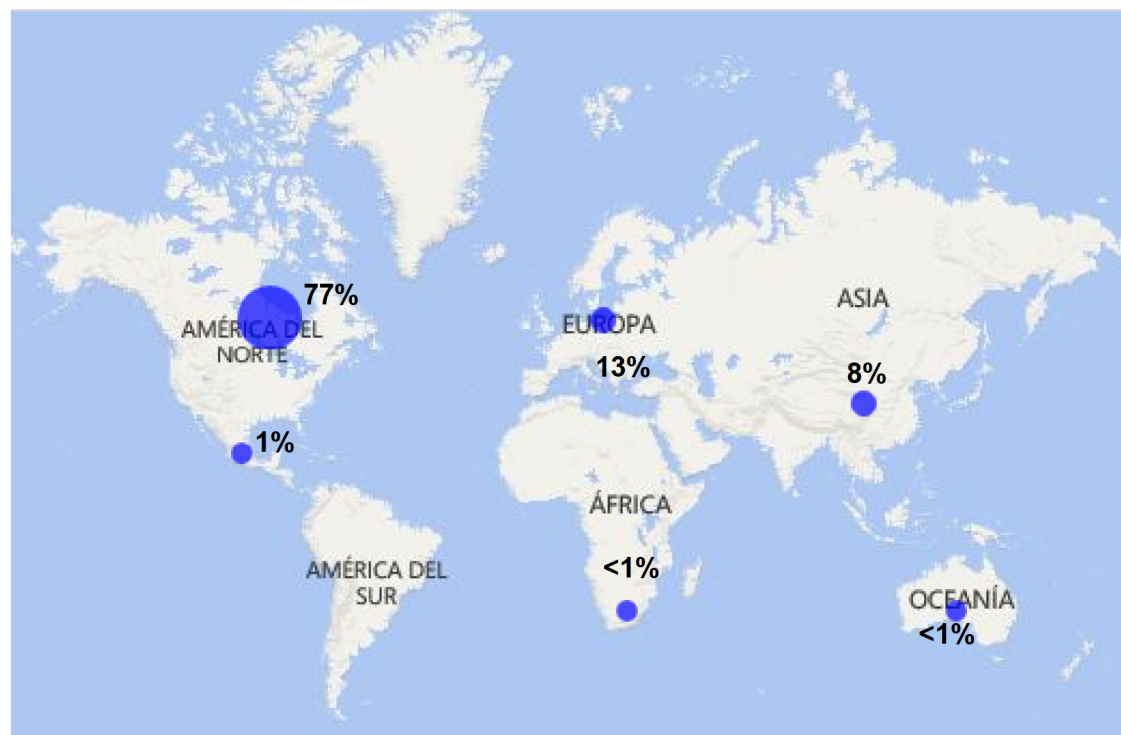 77%
AMÉRICA DEL
NORTE
1%
EUROPA
13%
ASIA
8%
ÁFRICA
<1%
AMÉRICA DEL
SUR
OCEANÍA
<1%